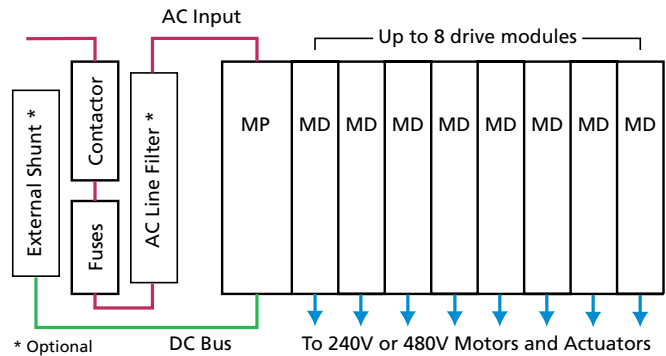 AC Input
Up to 8 drive modules
External Shunt *
Contactor
Fuses
AC Line Filter *
MP
MD
MD
MD
MD
MD
MD
MD
MD
* Optional
DC Bus
To 240V or 480V Motors and Actuators